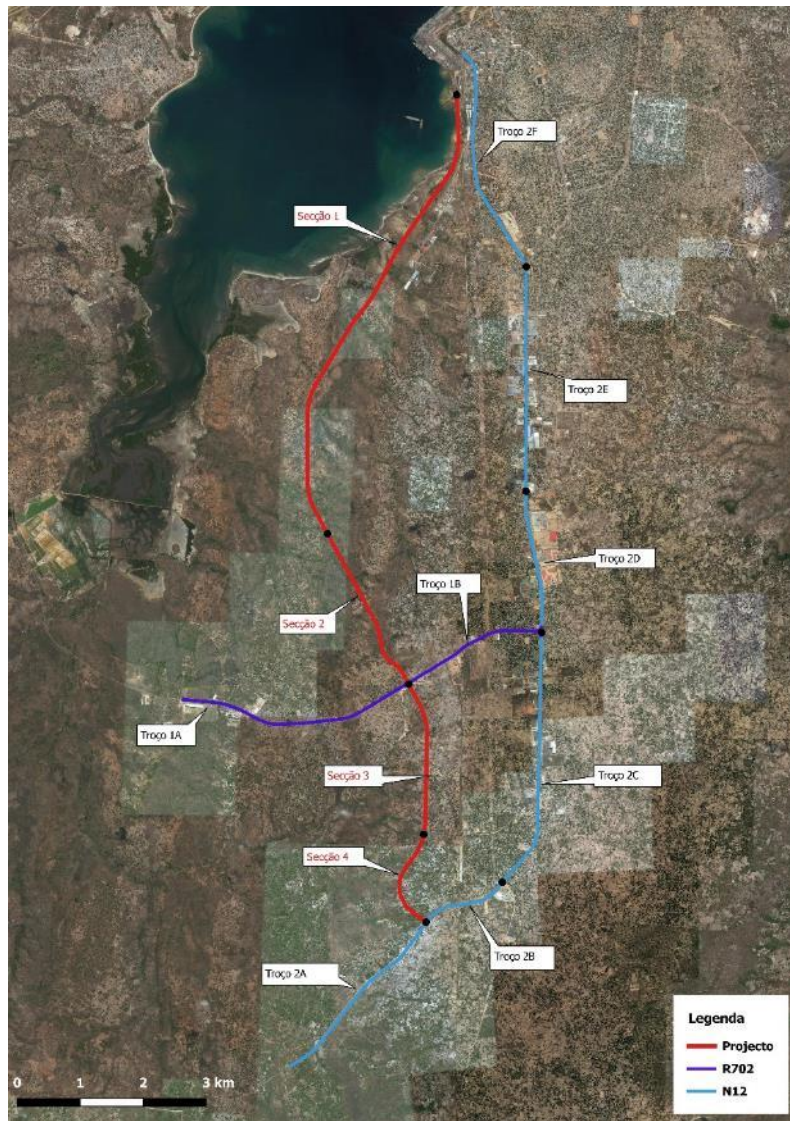 Troço 2F
Secção 1
Troço 2E
Troço 2D
Troço 1B
Secção 2
Troço 1A
Secção 3
Troço 2C
Secção 4
Troço 2B
Troço 2A
Legenda
Projecto
R702
N12
0 1 2 3 km